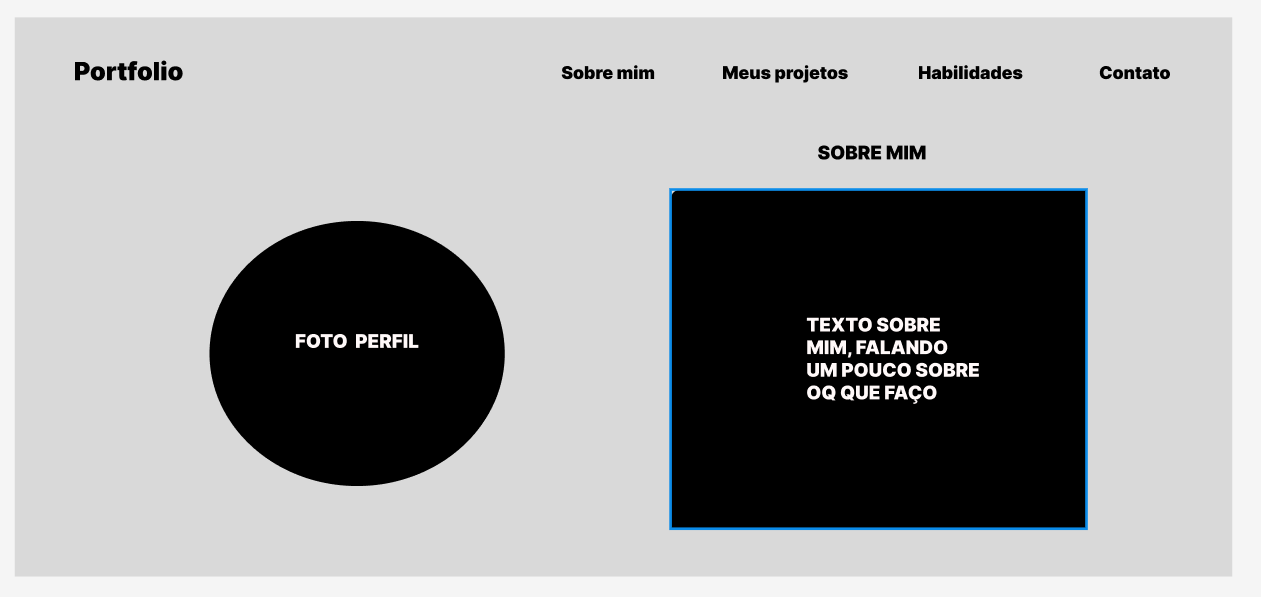 Portfolio
Sobre mim
Meus projetos
Habilidades
Contato
SOBRE MIM
FOTO PERFIL
TEXTO SOBRE
MIM, FALANDO
UM POUCO SOBRE
OQ QUE FAÇO